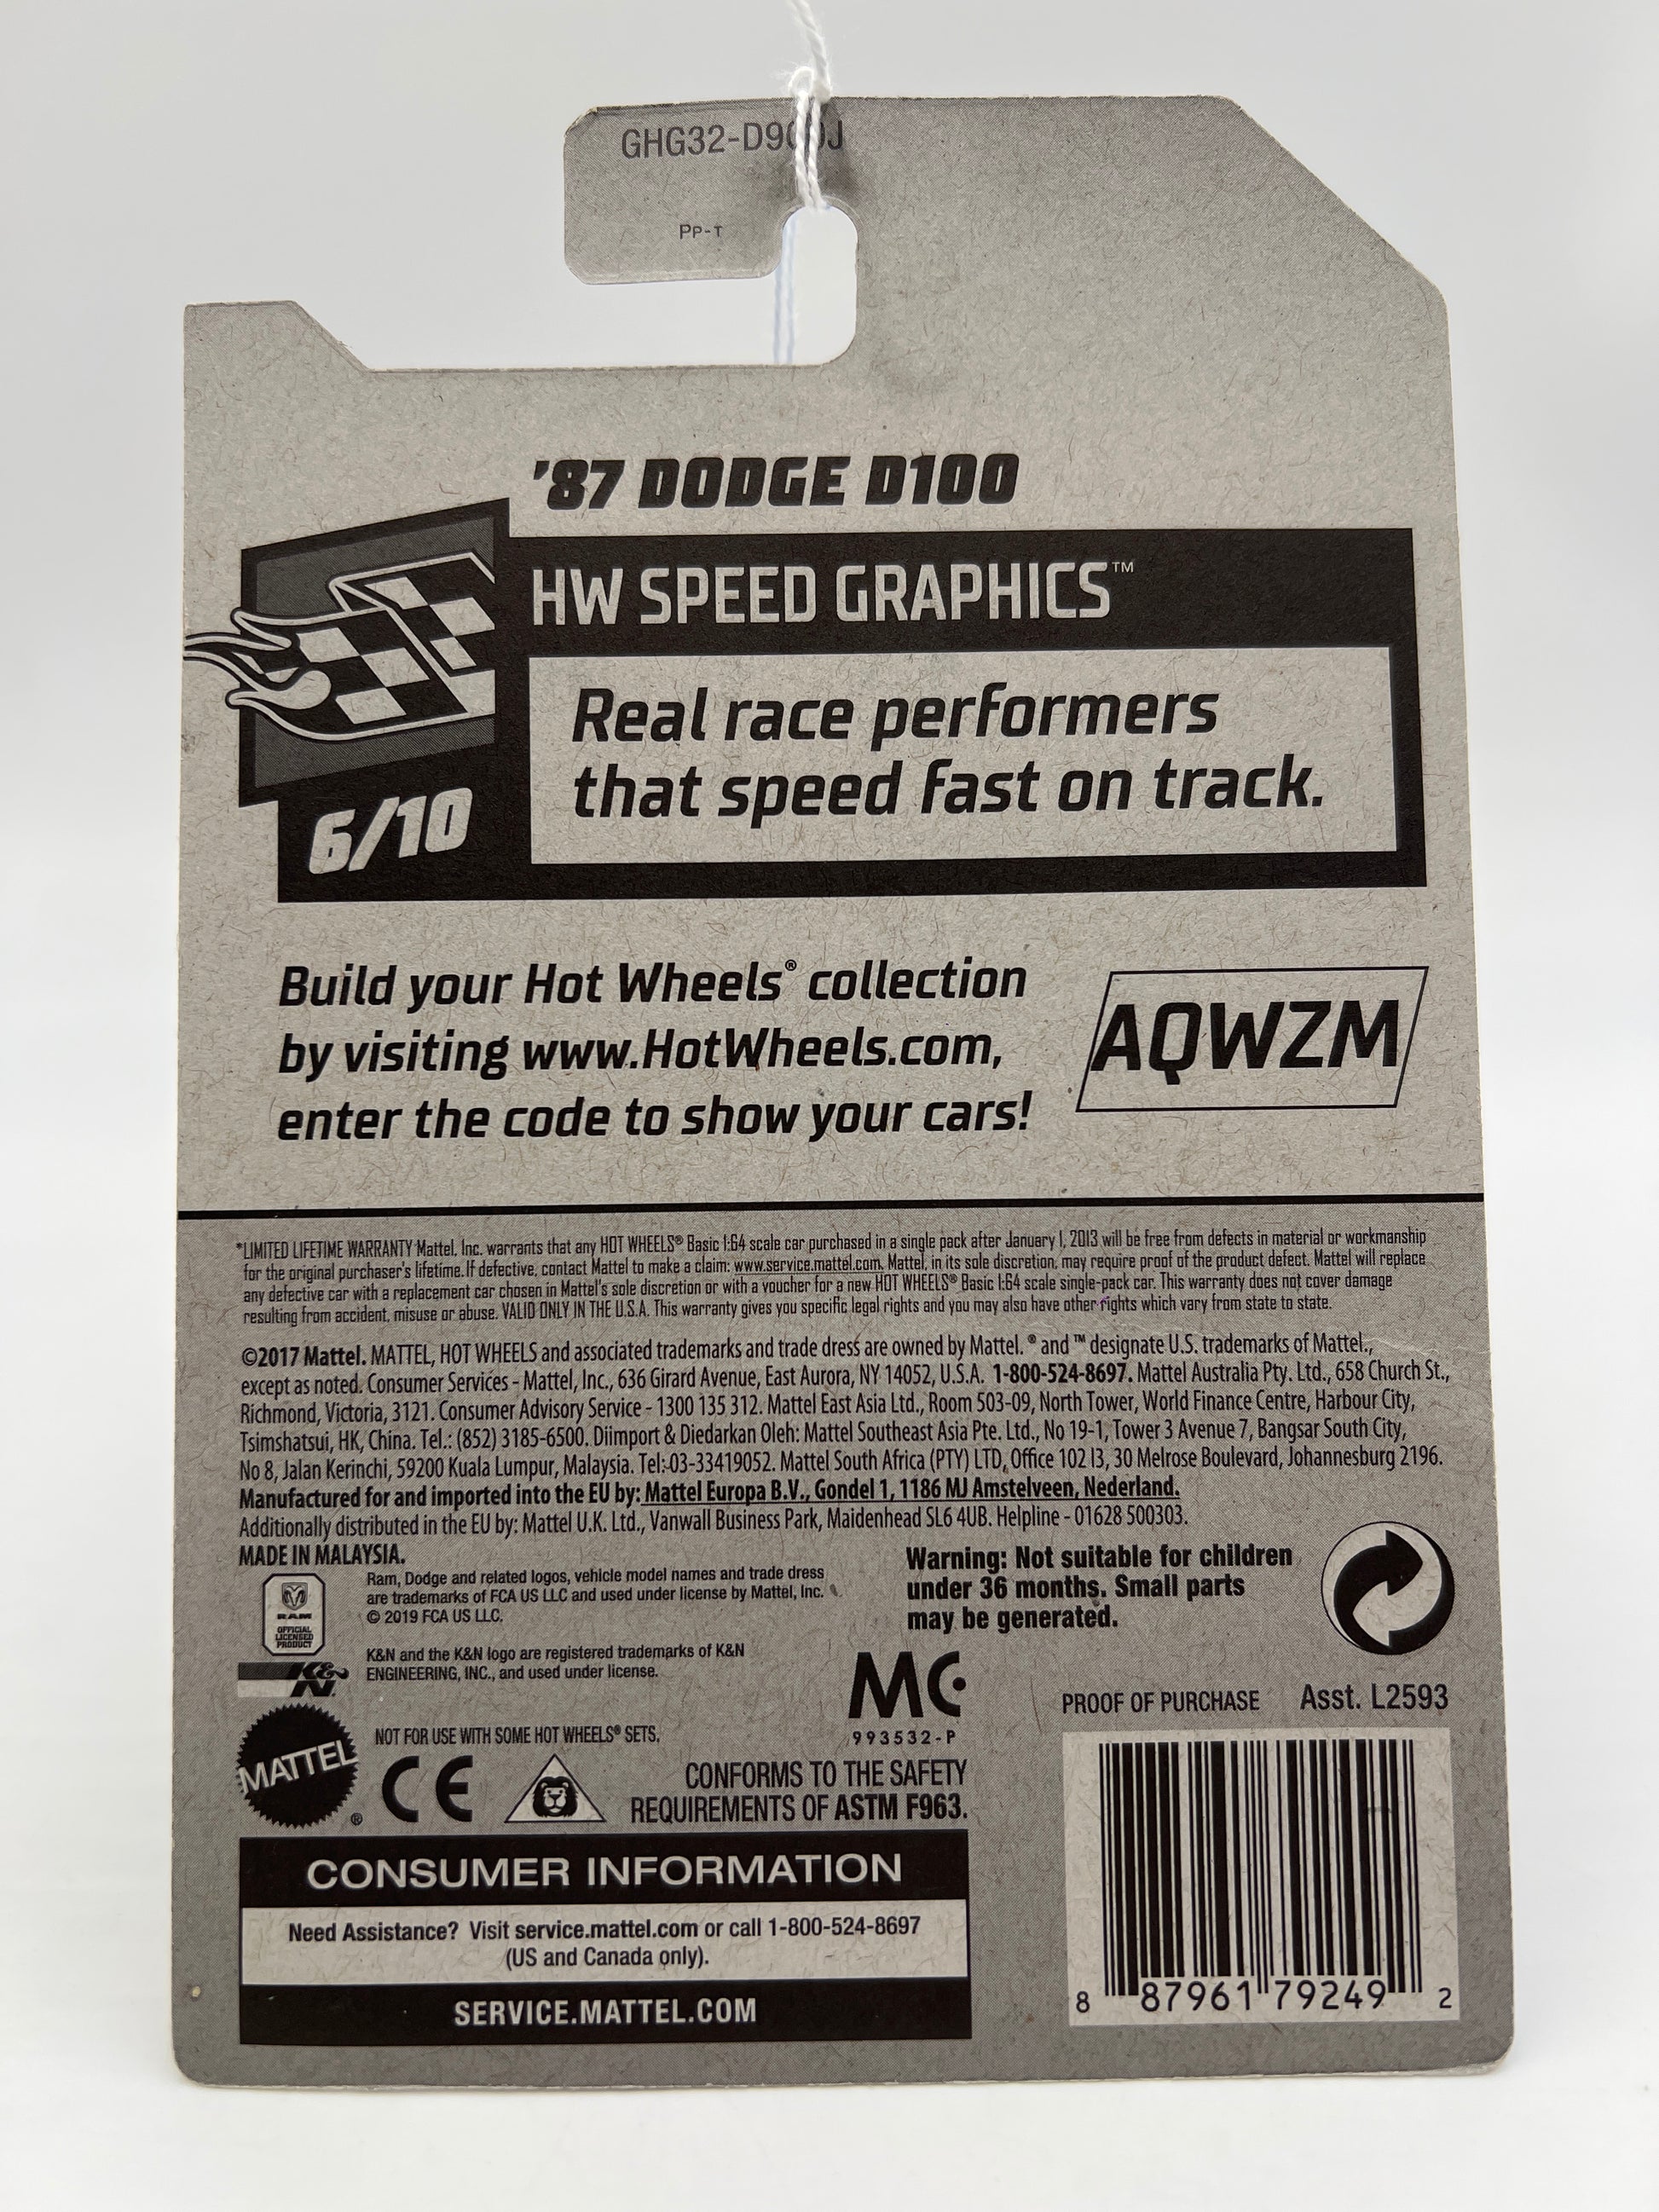 GHG32-D9
PP-T
'87 DODGE D100
HW SPEED GRAPHICS™
Real race performers
that speed fast on track.
6/10
Build your Hot Wheels® collection
by visiting www.HotWheels.com,
enter the code to show your cars!
AQWZM
*LIMITED LIFETIME WARRANTY Mattel, Inc. warrants that any HOT WHEELS® Basic 1:64 scale car purchased in a single pack after January 1, 2013 will be free from defects in material or workmanship
for the original purchaser's lifetime. If defective, contact Mattel to make a claim: www.service.mattel.com. Mattel, in its sole discretion, may require proof of the product defect. Mattel will replace
any defective car with a replacement car chosen in Mattel's sole discretion or with a voucher for a new HOT WHEELS® Basic 1:64 scale single-pack car. This warranty does not cover damage
resulting from accident, misuse or abuse. VALID ONLY IN THE U.S.A. This warranty gives you specific legal rights and you may also have other rights which vary from state to state.
©2017 Mattel. MATTEL, HOT WHEELS and associated trademarks and trade dress are owned by Mattel. ® and ™ designate U.S. trademarks of Mattel.,
except as noted. Consumer Services - Mattel, Inc., 636 Girard Avenue, East Aurora, NY 14052, U.S.A. 1-800-524-8697. Mattel Australia Pty. Ltd., 658 Church St.,
Richmond, Victoria, 3121. Consumer Advisory Service - 1300 135 312. Mattel East Asia Ltd., Room 503-09, North Tower, World Finance Centre, Harbour City,
Tsimshatsui, HK, China. Tel.: (852) 3185-6500. Diimport & Diedarkan Oleh: Mattel Southeast Asia Pte. Ltd., No 19-1, Tower 3 Avenue 7, Bangsar South City,
No 8, Jalan Kerinchi, 59200 Kuala Lumpur, Malaysia. Tel:03-33419052. Mattel South Africa (PTY) LTD, Office 102 I3, 30 Melrose Boulevard, Johannesburg 2196.
Manufactured for and imported into the EU by: Mattel Europa B.V., Gondel 1, 1186 MJ Amstelveen, Nederland.
Additionally distributed in the EU by: Mattel U.K. Ltd., Vanwall Business Park, Maidenhead SL6 4UB. Helpline - 01628 500303.
MADE IN MALAYSIA.
RAM
OFFICIAL
LICENSED
PRODUCT
Ram, Dodge and related logos, vehicle model names and trade dress
are trademarks of FCA US LLC and used under license by Mattel, Inc.
© 2019 FCA US LLC.
K&N
K&N and the K&N logo are registered trademarks of K&N
ENGINEERING, INC., and used under license.
Warning: Not suitable for children
under 36 months. Small parts
may be generated.
MC
993532-P
PROOF OF PURCHASE Asst. L2593
MATTEL®
NOT FOR USE WITH SOME HOT WHEELS® SETS.
CE
CONFORMS TO THE SAFETY
REQUIREMENTS OF ASTM F963.
CONSUMER INFORMATION
Need Assistance? Visit service.mattel.com or call 1-800-524-8697
(US and Canada only).
SERVICE.MATTEL.COM
8 87961 79249 2